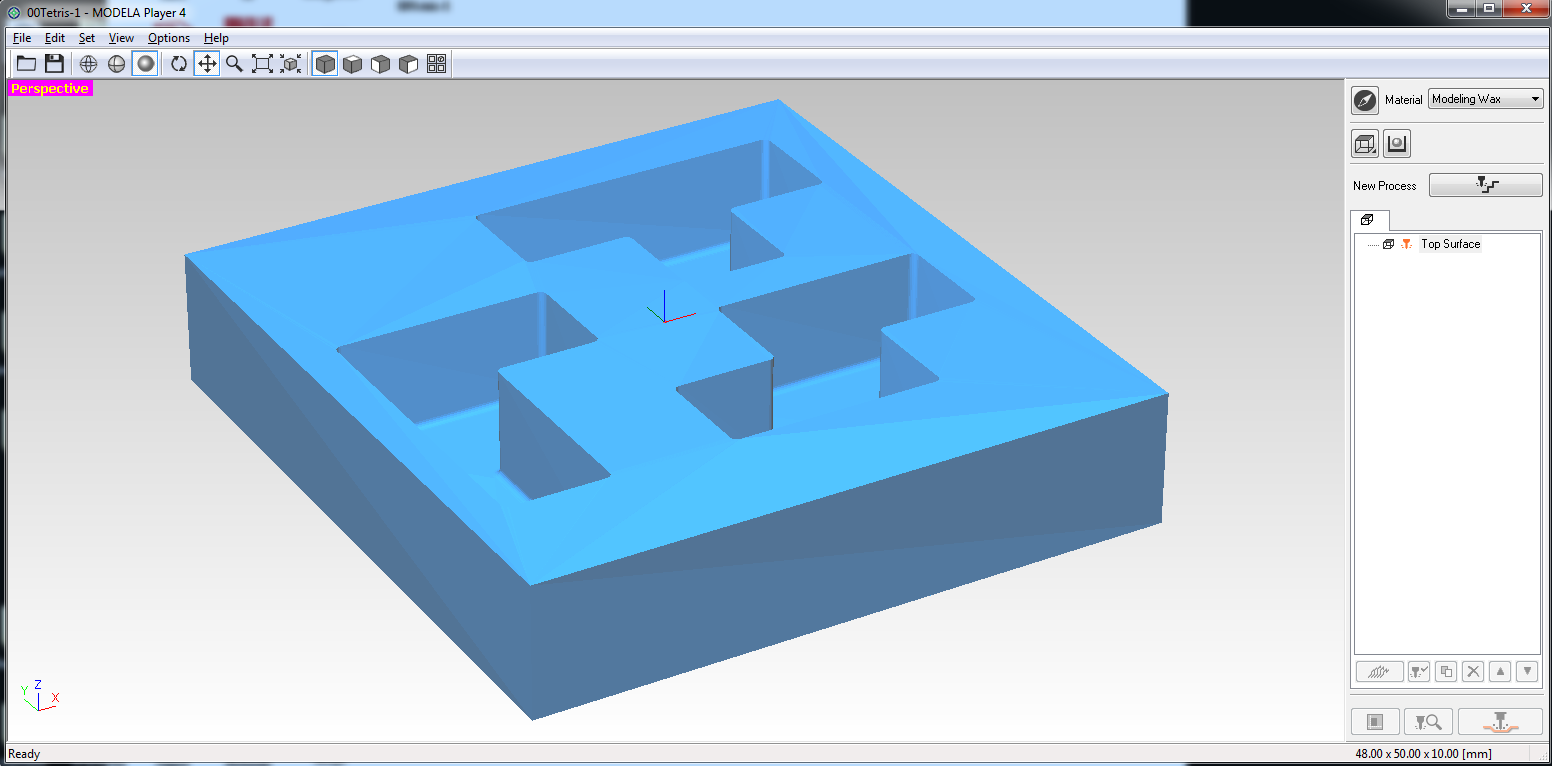 00Tetris-1 - MODELA Player 4
File Edit Set View Options Help
Perspective
Material Modeling Wax
New Process
Top Surface
Z
Y
X
Ready
48.00 x 50.00 x 10.00 [mm]